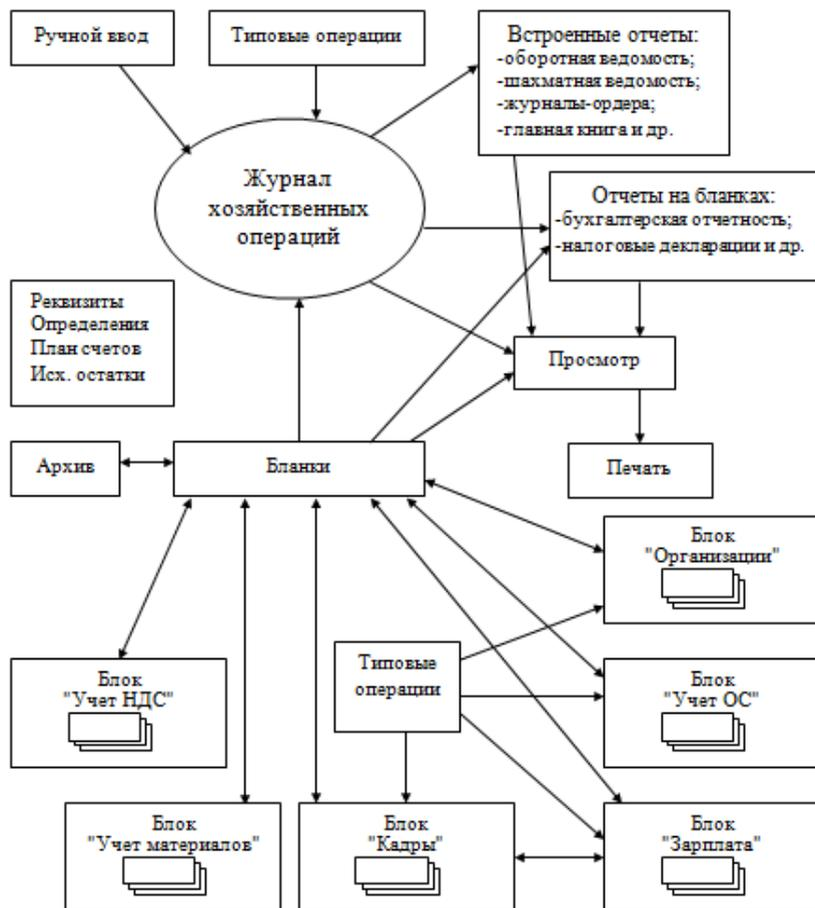 Ручной ввод
Типовые операции
Встроенные отчеты:
-оборотная ведомость;
-шахматная ведомость;
-журналы-ордера;
-главная книга и др.
Журнал
хозяйственных
операций
Отчеты на бланках:
-бухгалтерская отчетность;
-налоговые декларации и др.
Реквизиты
Определения
План счетов
Исх. остатки
Просмотр
Архив
Бланки
Печать
Блок
"Организации"
Типовые
операции
Блок
"Учет НДС"
Блок
"Учет ОС"
Блок
"Учет материалов"
Блок
"Кадры"
Блок
"Зарплата"